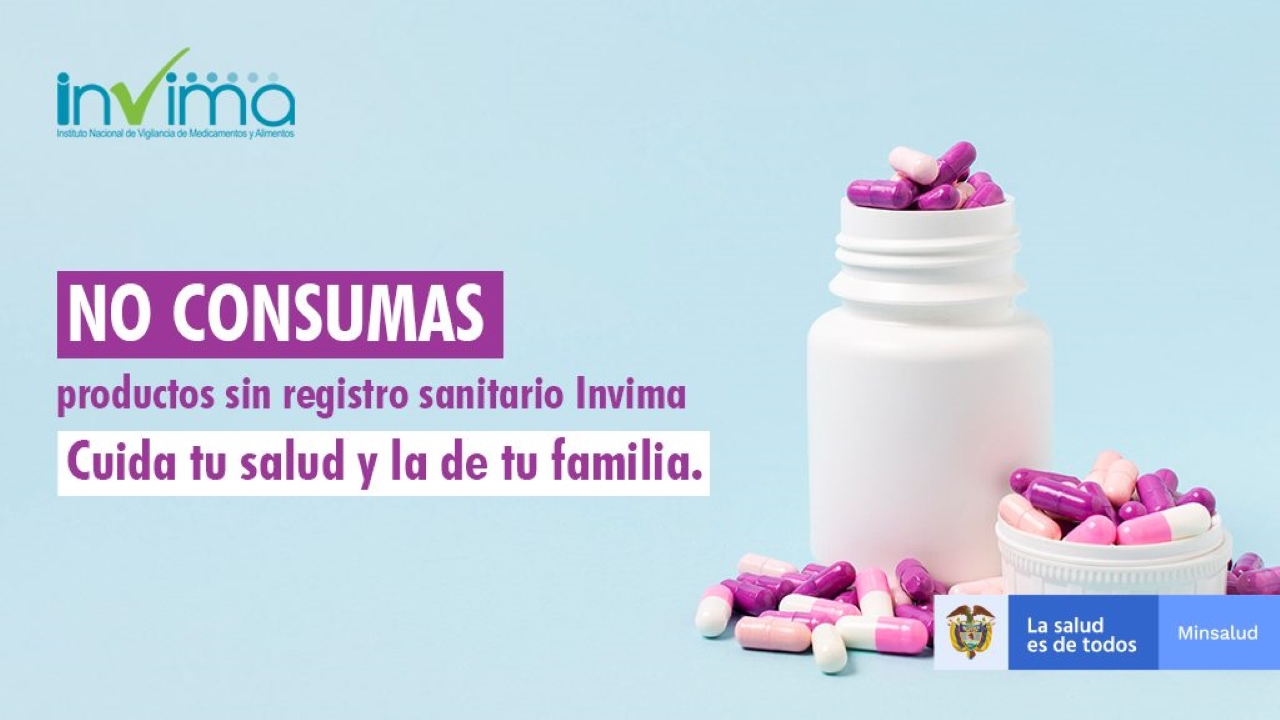 invima
Instituto Nacional de Vigilancia de Medicamentos y Alimentos
NO CONSUMAS
productos sin registro sanitario Invima
Cuida tu salud y la de tu familia.
La salud
es de todos
Minsalud